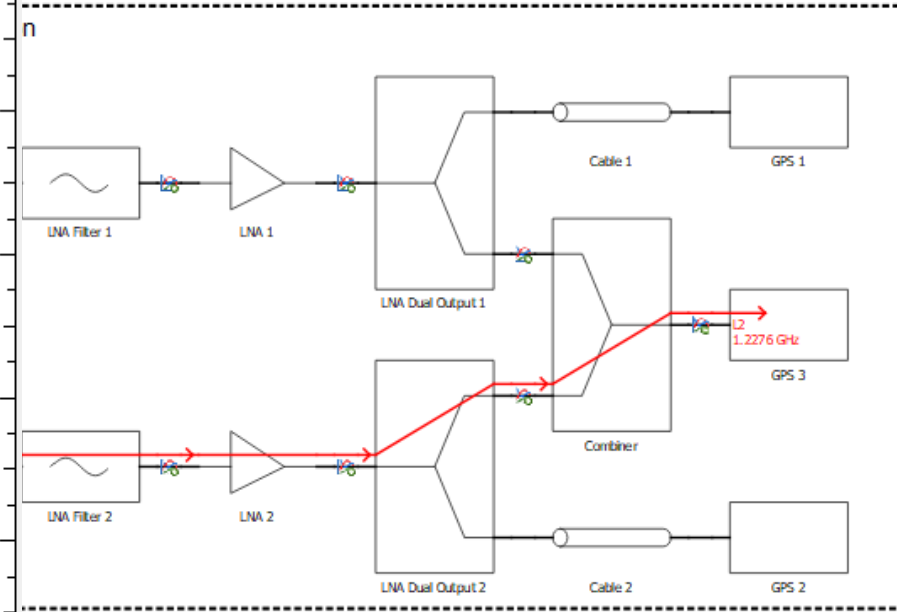 n
Cable 1
GPS 1
LNA Filter 1
LNA 1
LNA Dual Output 1
L2
1.2276 GHz
GPS 3
Combiner
LNA Filter 2
LNA 2
LNA Dual Output 2
Cable 2
GPS 2